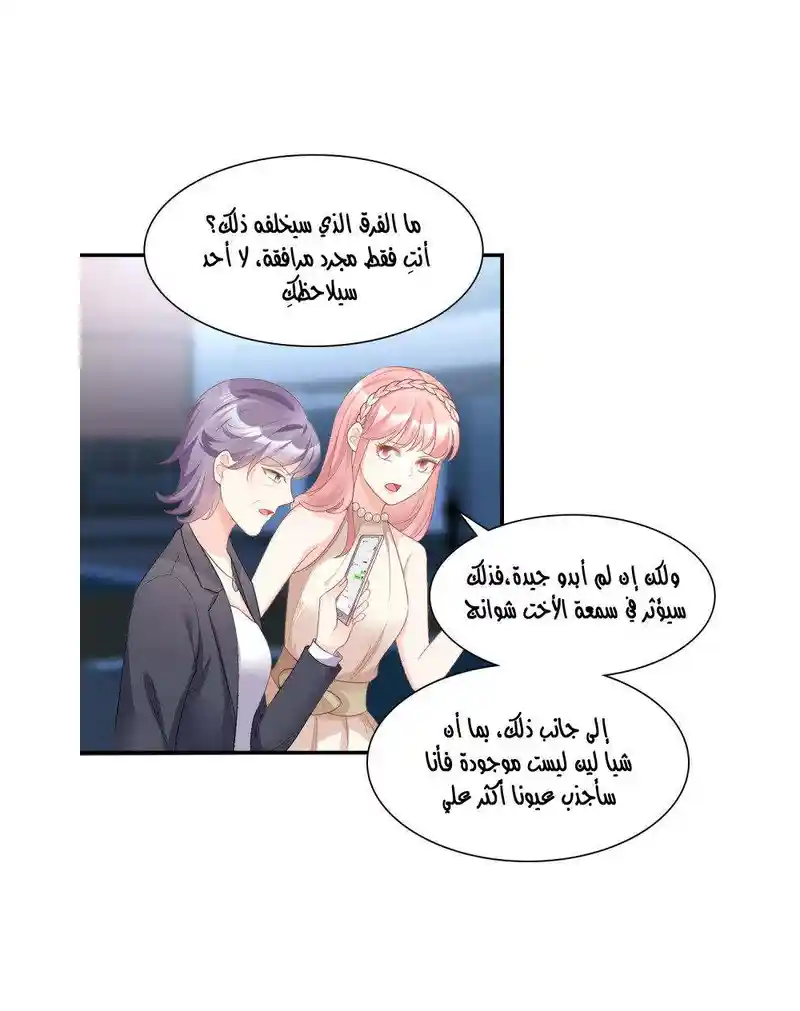 ما الفرق الذي سيخلفه ذلك؟
أنتِ فقط مجرد مرافقة، لا أحد
سيلاحظكِ
ولكن إن لم أبدو جيدة،فذلك
سيؤثر في سمعة الأخت شوانج
إلى جانب ذلك، بما أن
شيا لين ليست موجودة فأنا
سأجذب عيونا أكثر علي